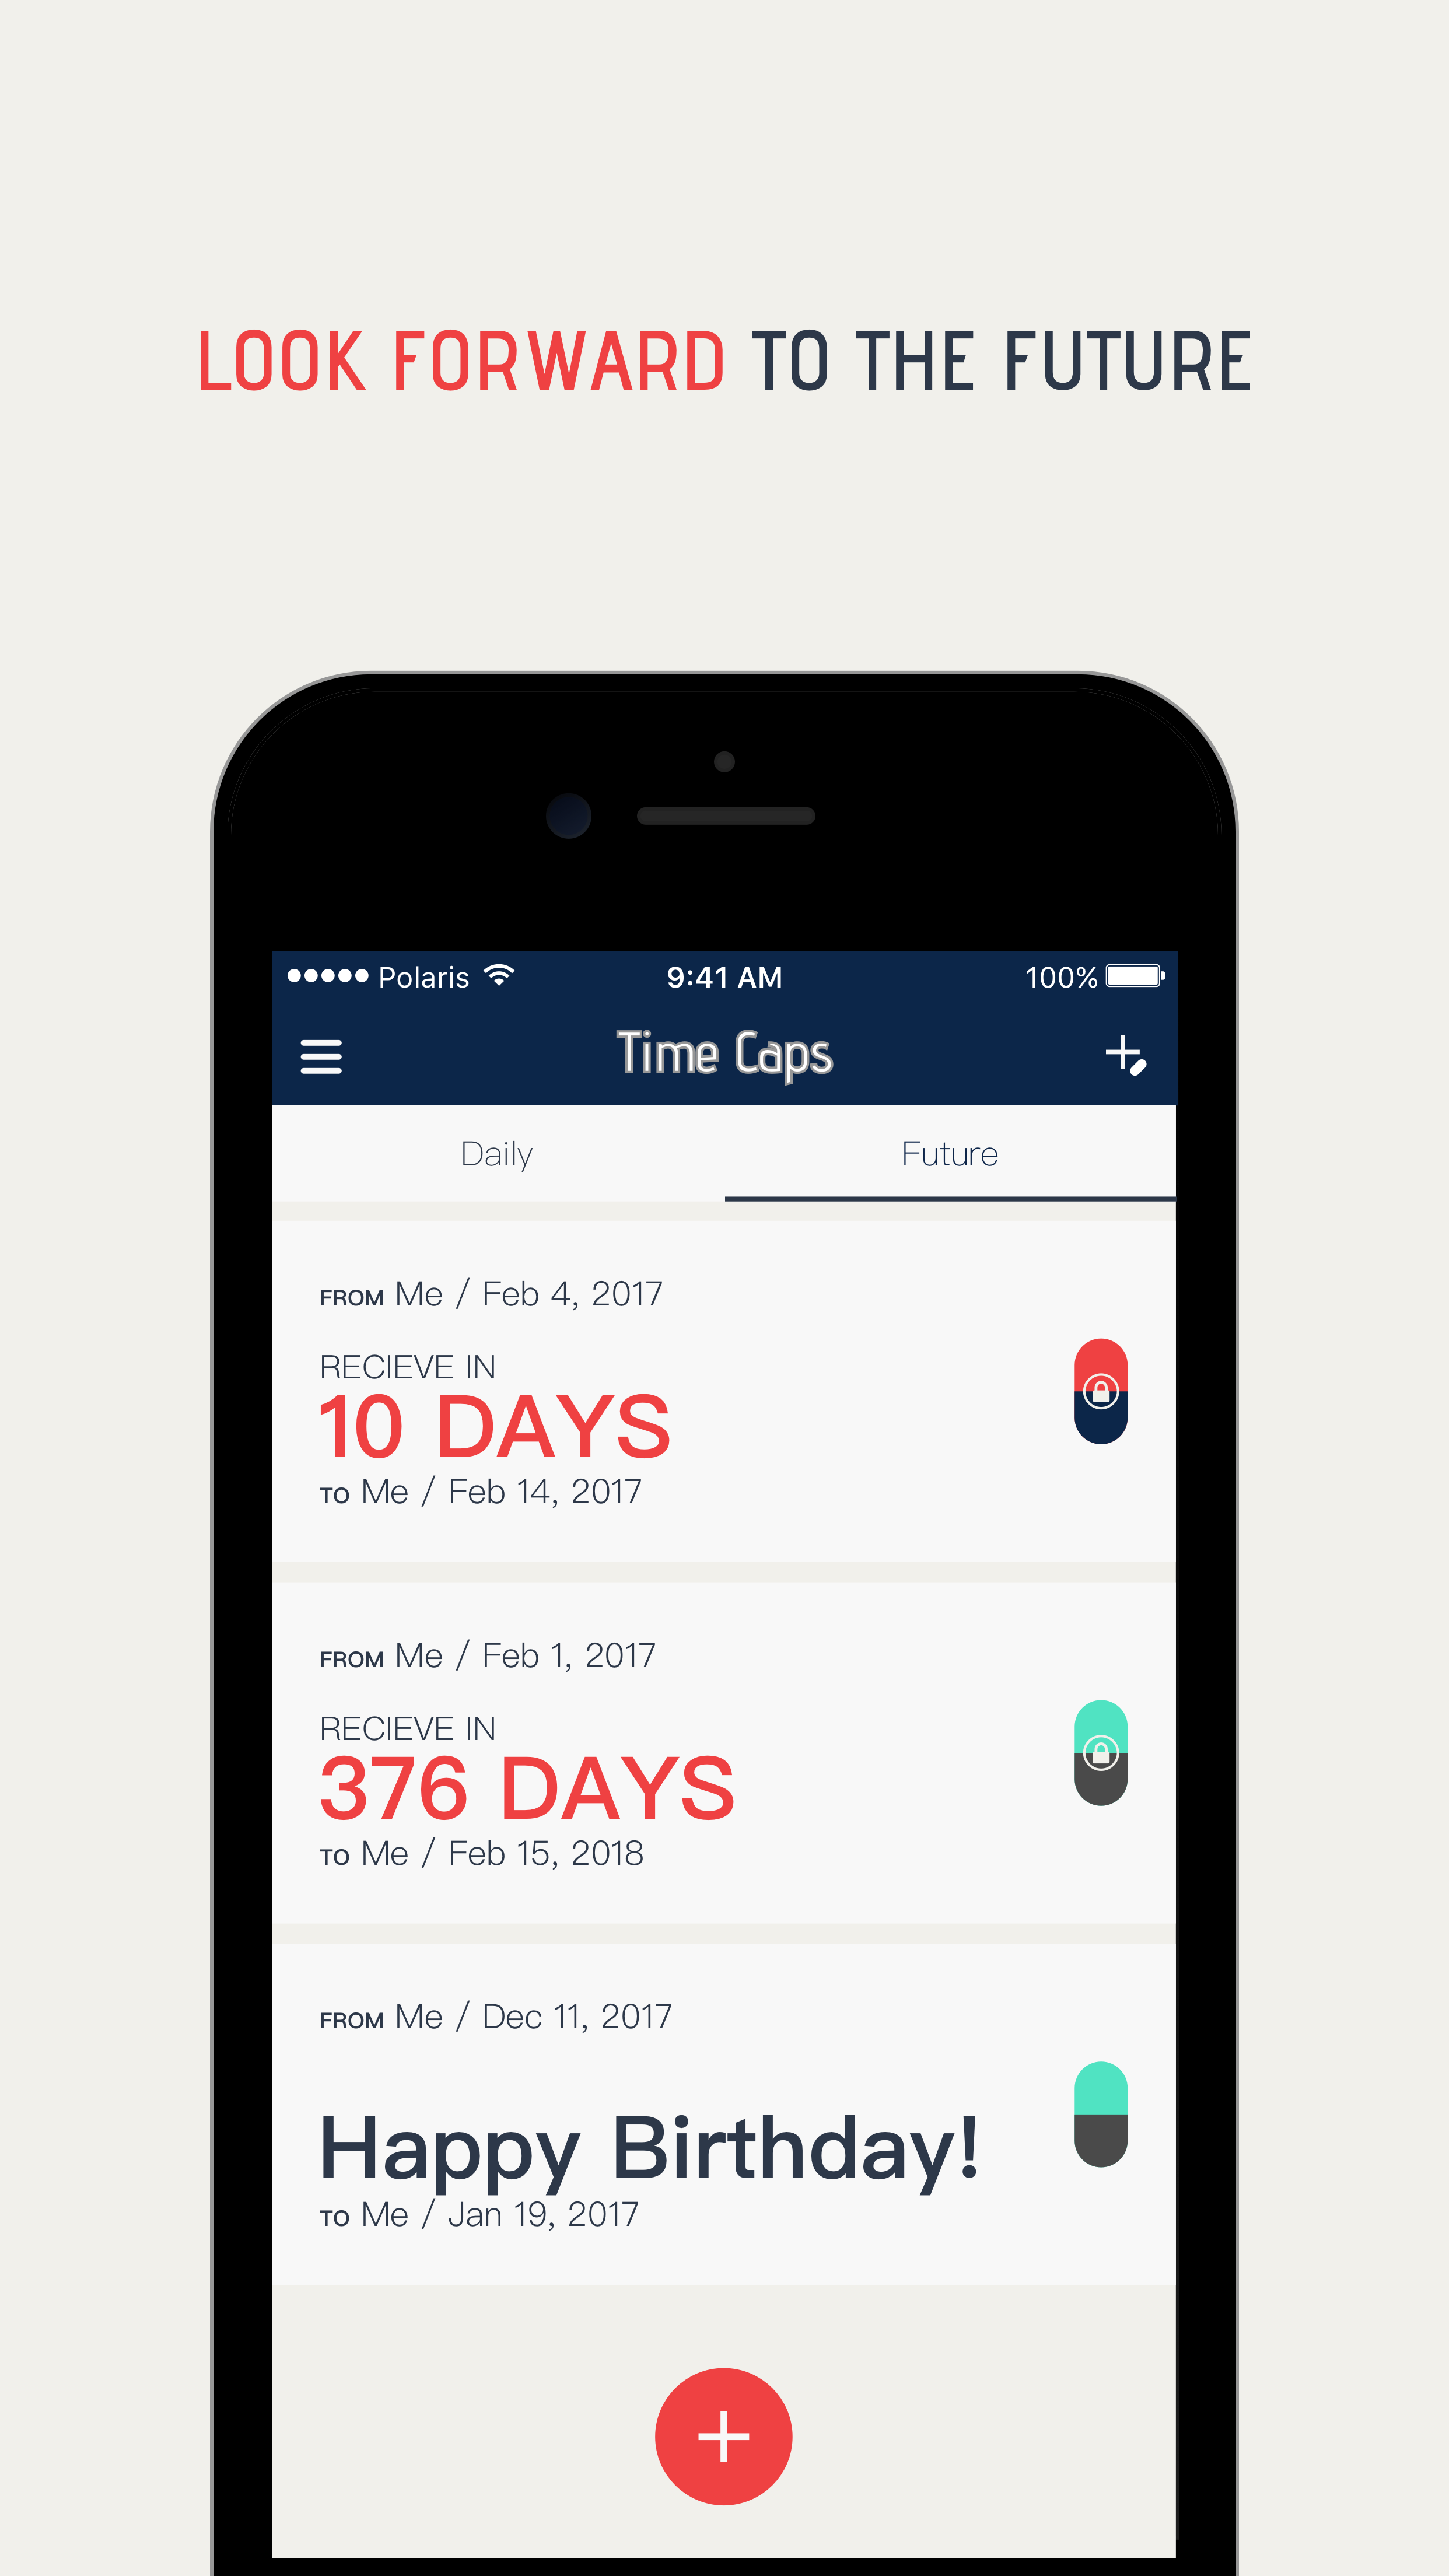 LOOK FORWARD TO THE FUTURE
Polaris 9:41 AM 100%
Time Caps
Daily Future
FROM Me / Feb 4, 2017
RECIEVE IN
10 DAYS
TO Me / Feb 14, 2017
FROM Me / Feb 1, 2017
RECIEVE IN
376 DAYS
TO Me / Feb 15, 2018
FROM Me / Dec 11, 2017
Happy Birthday!
TO Me / Jan 19, 2017